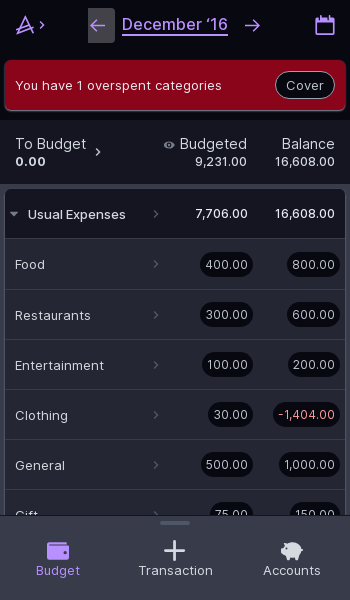 December ‘16
You have 1 overspent categories Cover
To Budget Budgeted Balance
0.00 9,231.00 16,608.00
Usual Expenses 7,706.00 16,608.00
Food 400.00 800.00
Restaurants 300.00 600.00
Entertainment 100.00 200.00
Clothing 30.00 -1,404.00
General 500.00 1,000.00
Gift 75.00 150.00
Budget Transaction Accounts